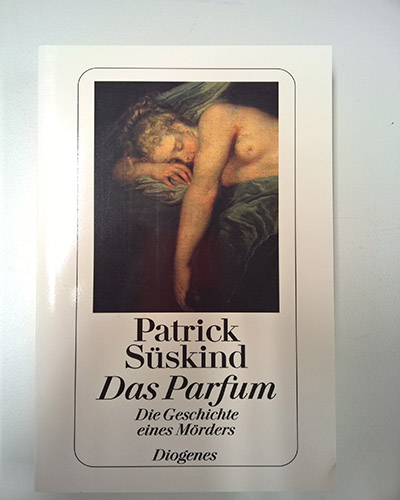 Patrick
Süskind
Das Parfum
Die Geschichte
eines Mörders
Diogenes